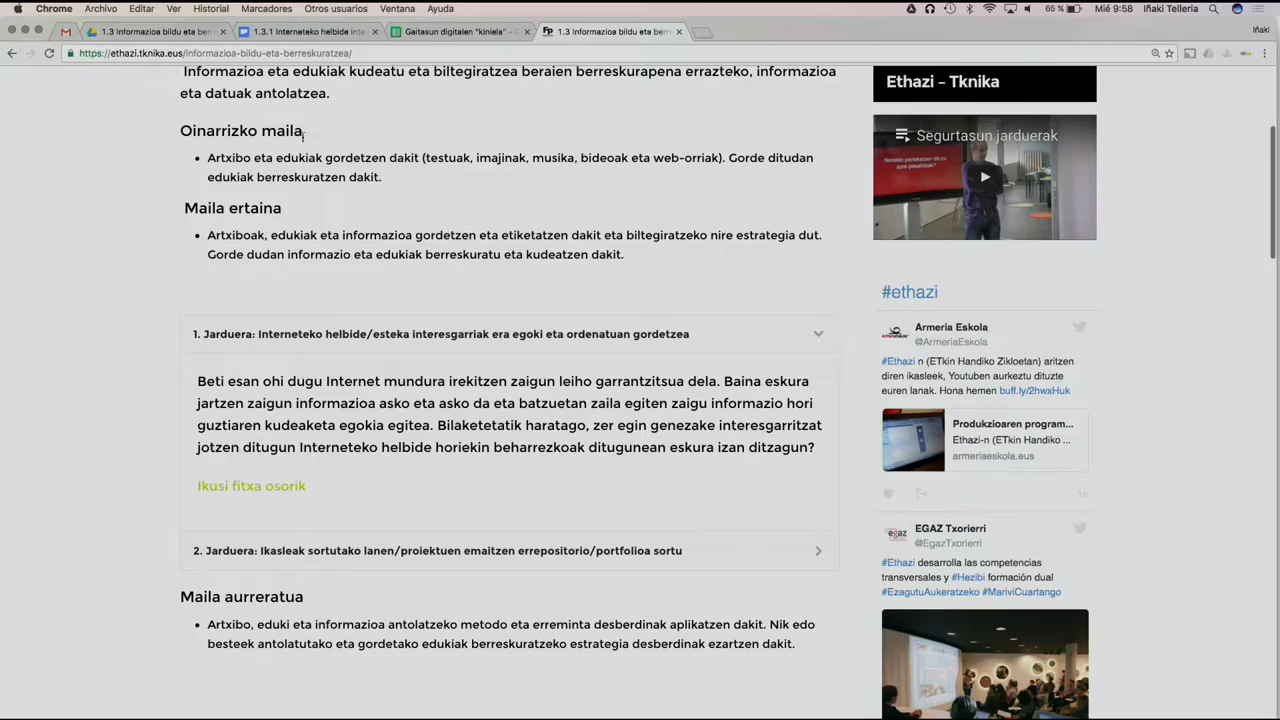 Chrome Archivo Editar Ver Historial Marcadores Otros usuarios Ventana Ayuda
65 % Mié 9:58 Iñaki Telleria
1.3 Informazioa bildu eta berr
1.3.1 Interneteko helbide inte
Gaitasun digitalen "kiniela" -
1.3 Informazioa bildu eta berr
Iñaki
https://ethazi.tknika.eus/informazioa-bildu-eta-berreskuratzea/
Informazioa eta edukiak kudeatu eta biltegiratzea beraien berreskurapena errazteko, informazioa
eta datuak antolatzea.
Oinarrizko maila
• Artxibo eta edukiak gordetzen dakit (testuak, imajinak, musika, bideoak eta web-orriak). Gorde ditudan
edukiak berreskuratzen dakit.
Maila ertaina
• Artxiboak, edukiak eta informazioa gordetzen eta etiketatzen dakit eta biltegiratzeko nire estrategia dut.
Gorde dudan informazio eta edukiak berreskuratu eta kudeatzen dakit.
1. Jarduera: Interneteko helbide/esteka interesgarriak era egoki eta ordenatuan gordetzea
Beti esan ohi dugu Internet mundura irekitzen zaigun leiho garrantzitsua dela. Baina eskura
jartzen zaigun informazioa asko eta asko da eta batzuetan zaila egiten zaigu informazio hori
guztiaren kudeaketa egokia egitea. Bilaketetatik haratago, zer egin genezake interesgarritzat
jotzen ditugun Interneteko helbide horiekin beharrezkoak ditugunean eskura izan ditzagun?
Ikusi fitxa osorik
2. Jarduera: Ikasleak sortutako lanen/proiektuen emaitzen errepositorio/portfolioa sortu
Maila aurreratua
• Artxibo, eduki eta informazioa antolatzeko metodo eta erreminta desberdinak aplikatzen dakit. Nik edo
besteek antolatutako eta gordetako edukiak berreskuratzeko estrategia desberdinak ezartzen dakit.
Ethazi – Tknika
Segurtasun jarduerak
#ethazi
Armeria Eskola
@ArmeriaEskola
#Ethazi n (ETkin Handiko Zikloetan) aritzen
diren ikasleek, Youtuben aurkeztu dituzte
euren lanak. Hona hemen buff.ly/2hwxHuk
Produkzioaren program...
Ethazi-n (ETkin Handiko ...
armeriaeskola.eus
1h
EGAZ Txorierri
@EgazTxorierri
#Ethazi desarrolla las competencias
transversales y #Hezibi formación dual
#EzagutuAukeratzeko #MariviCuartango